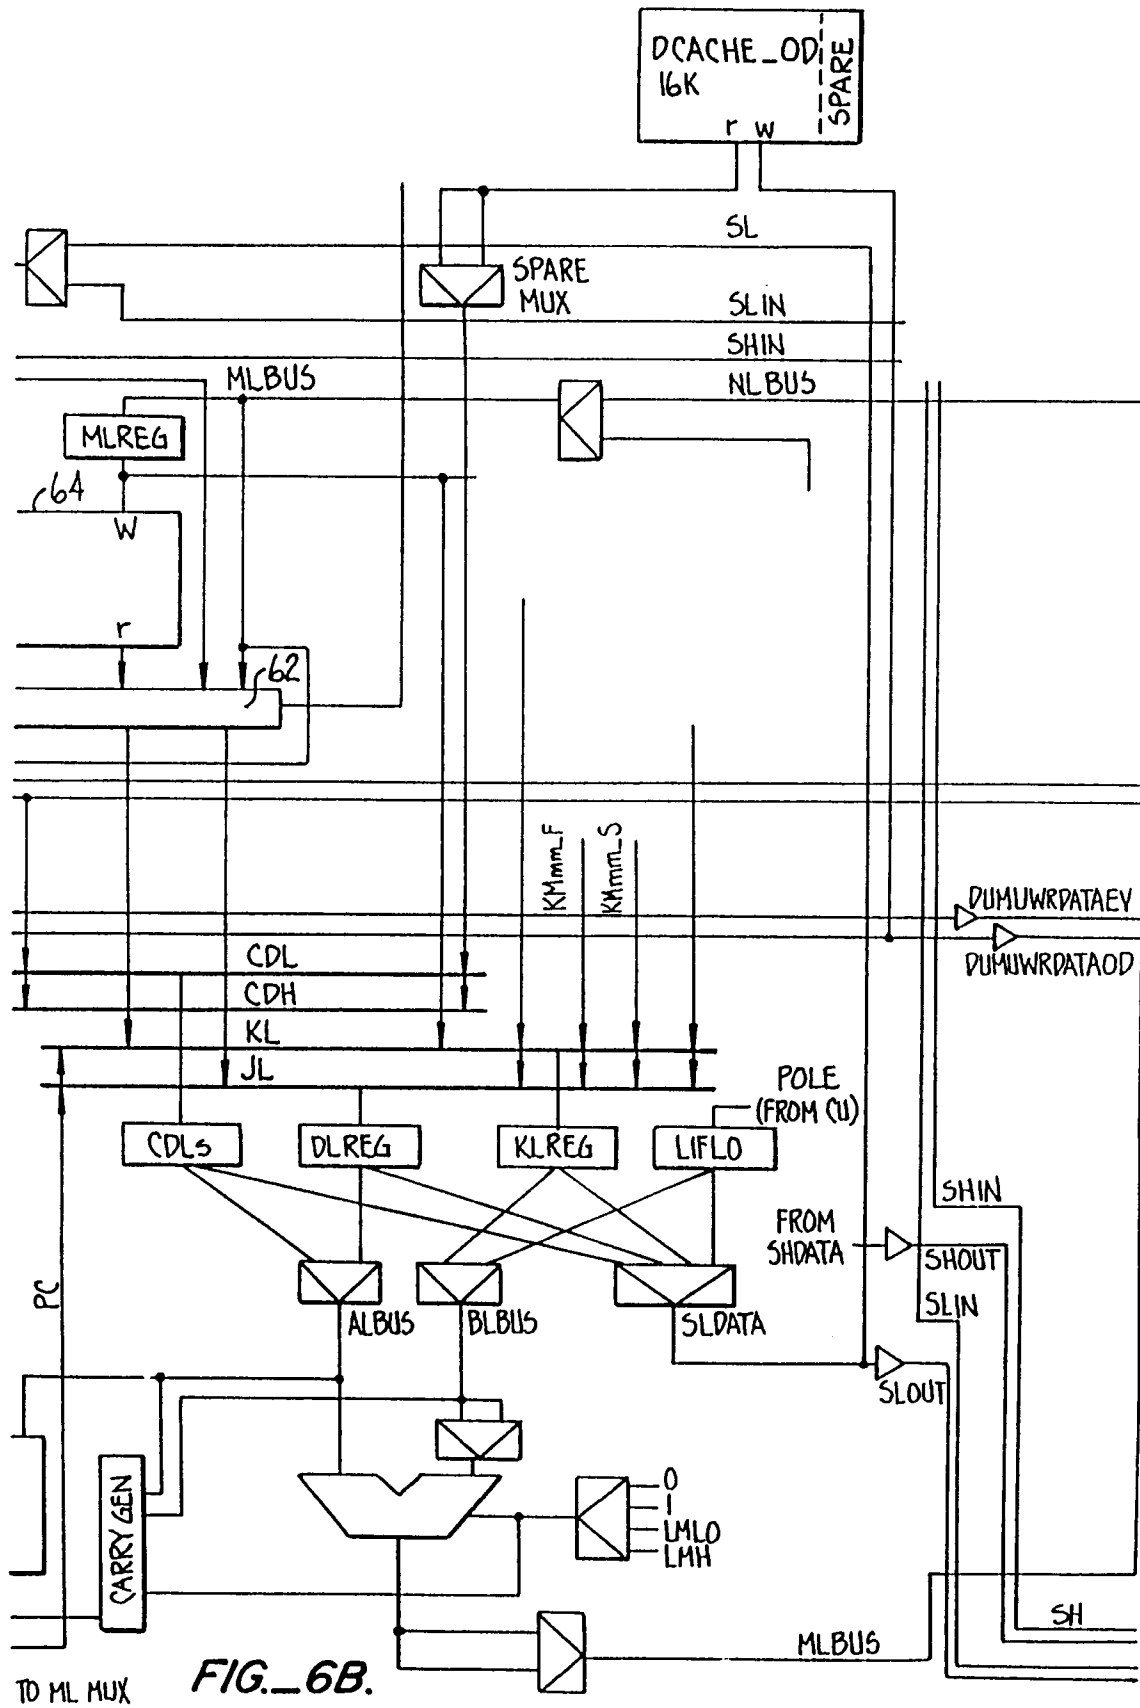 DCACHE_OD
16K
SPARE
r w
SL
SPARE
MUX
SLIN
SHIN
MLBUS
NLBUS
MLREG
64
W
r
62
KMmm_F
KMmm_S
DUMUWRDATAEV
DUMUWRDATAOD
CDL
CDH
KL
JL
POLE
(FROM CU)
CDLs
DLREG
KLREG
LIFLO
SHIN
FROM
SHDATA
SHOUT
PC
SLIN
ALBUS
BLBUS
SLDATA
SLOUT
CARRY GEN
0
1
LMLO
LMH
SH
MLBUS
TO ML MUX
FIG._6B.